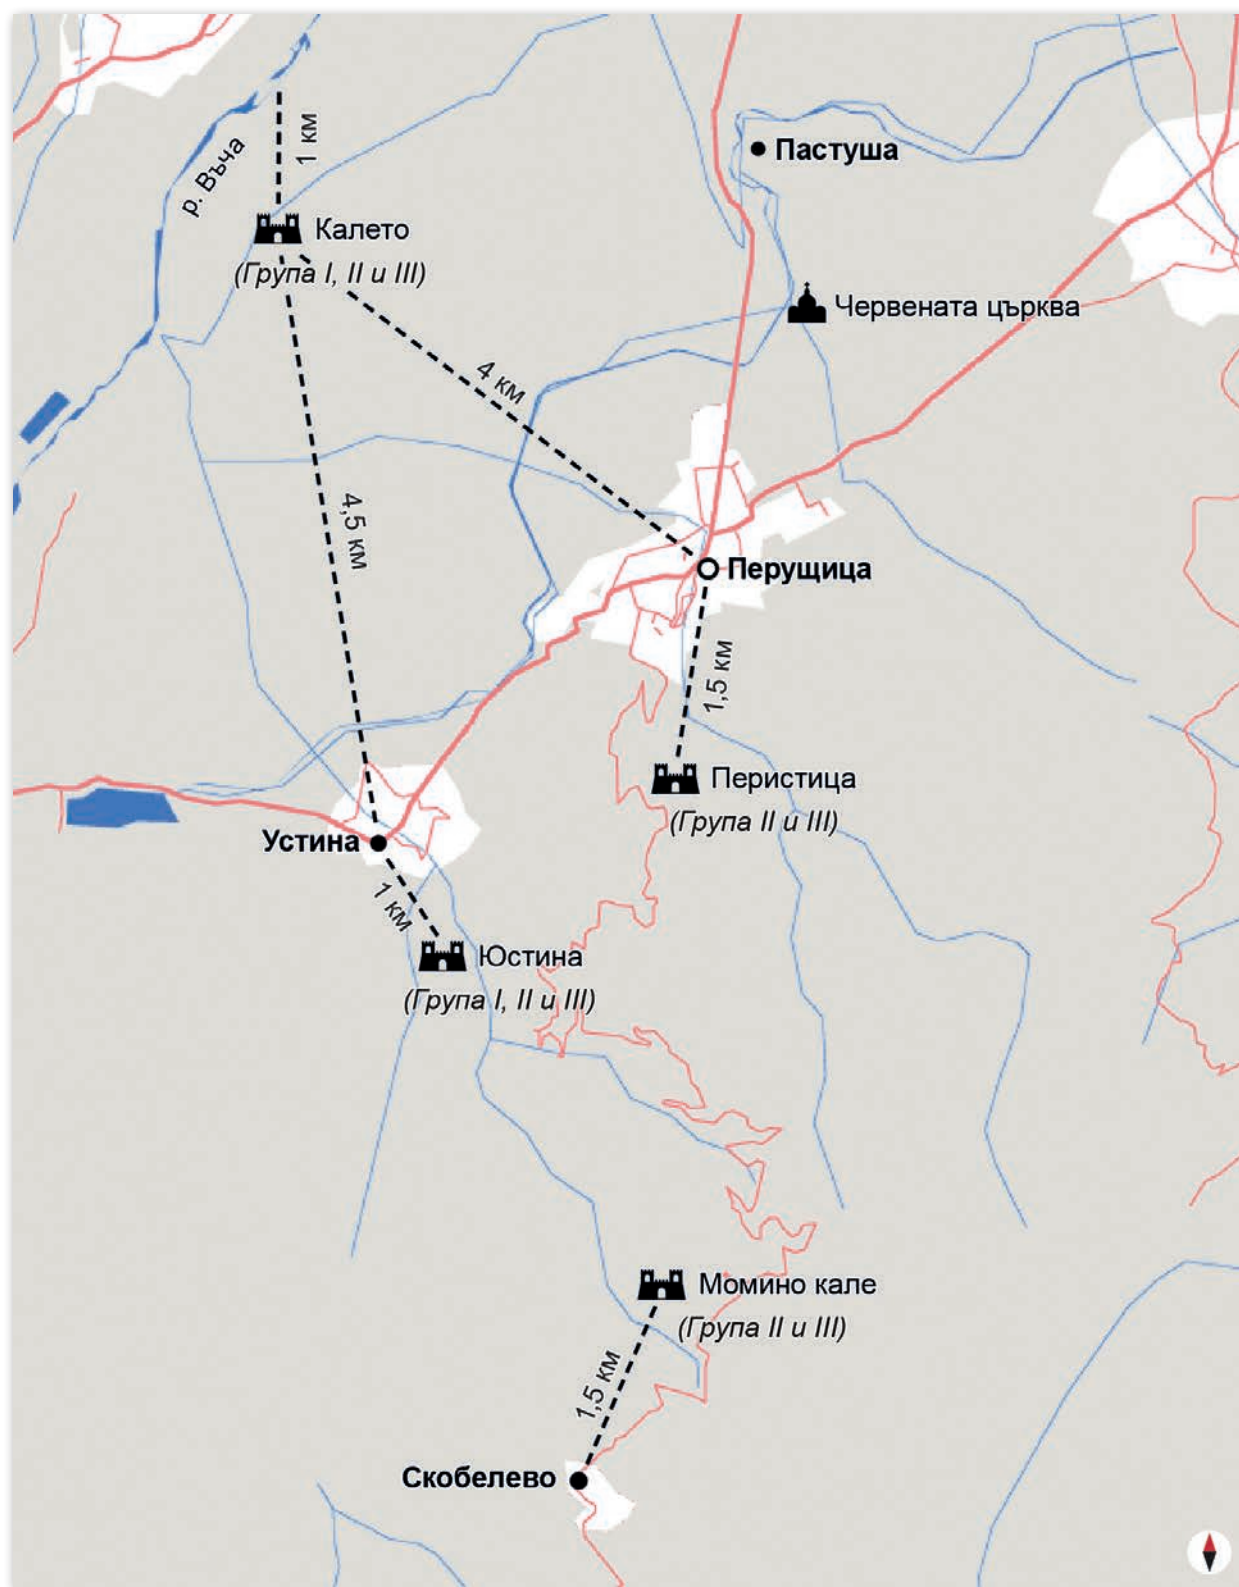 1 км
р. Въча
Пастуша
Калето
(Група I, II и III)
Червената църква
4 км
4,5 км
Перущица
1,5 км
Перистица
(Група II и III)
Устина
1 км
Юстина
(Група I, II и III)
Момино кале
(Група II и III)
1,5 км
Скобелево